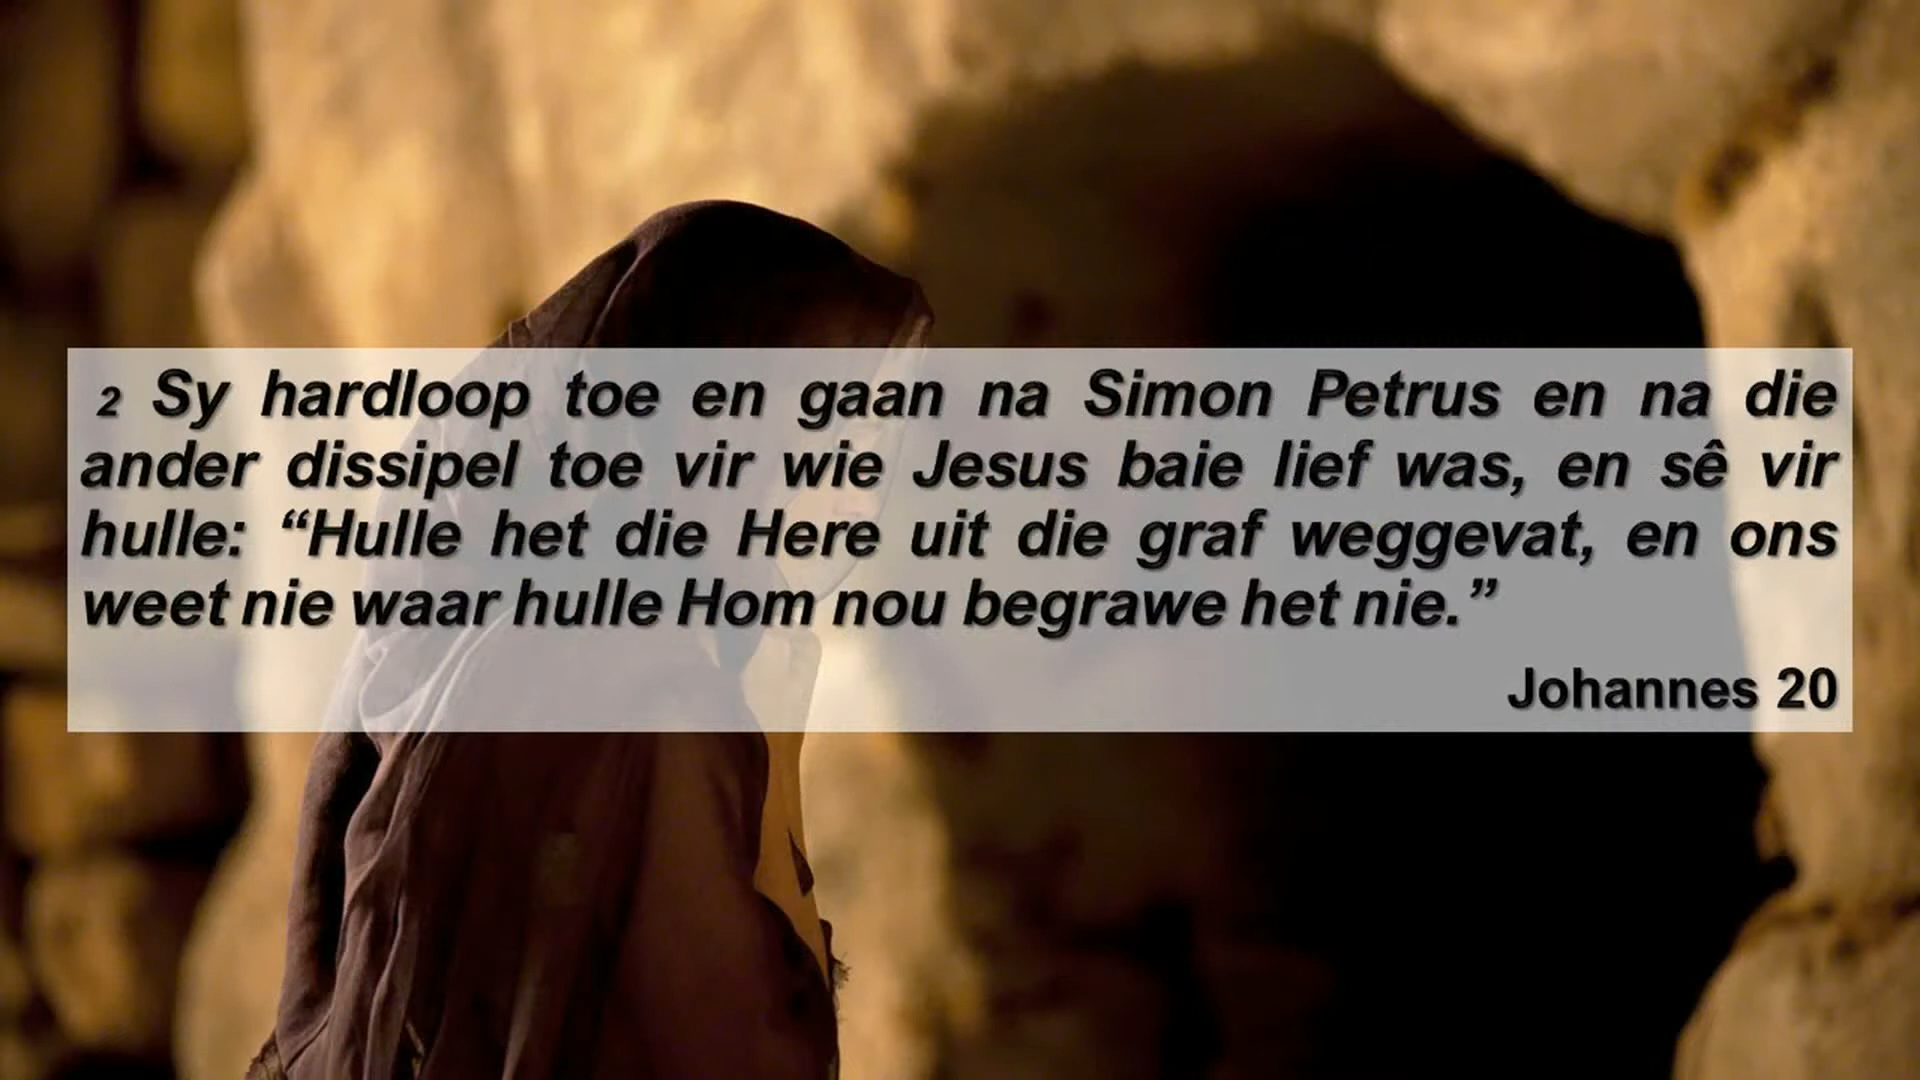 2 Sy hardloop toe en gaan na Simon Petrus en na die
ander dissipel toe vir wie Jesus baie lief was, en sê vir
hulle: “Hulle het die Here uit die graf weggevat, en ons
weet nie waar hulle Hom nou begrawe het nie.”
Johannes 20